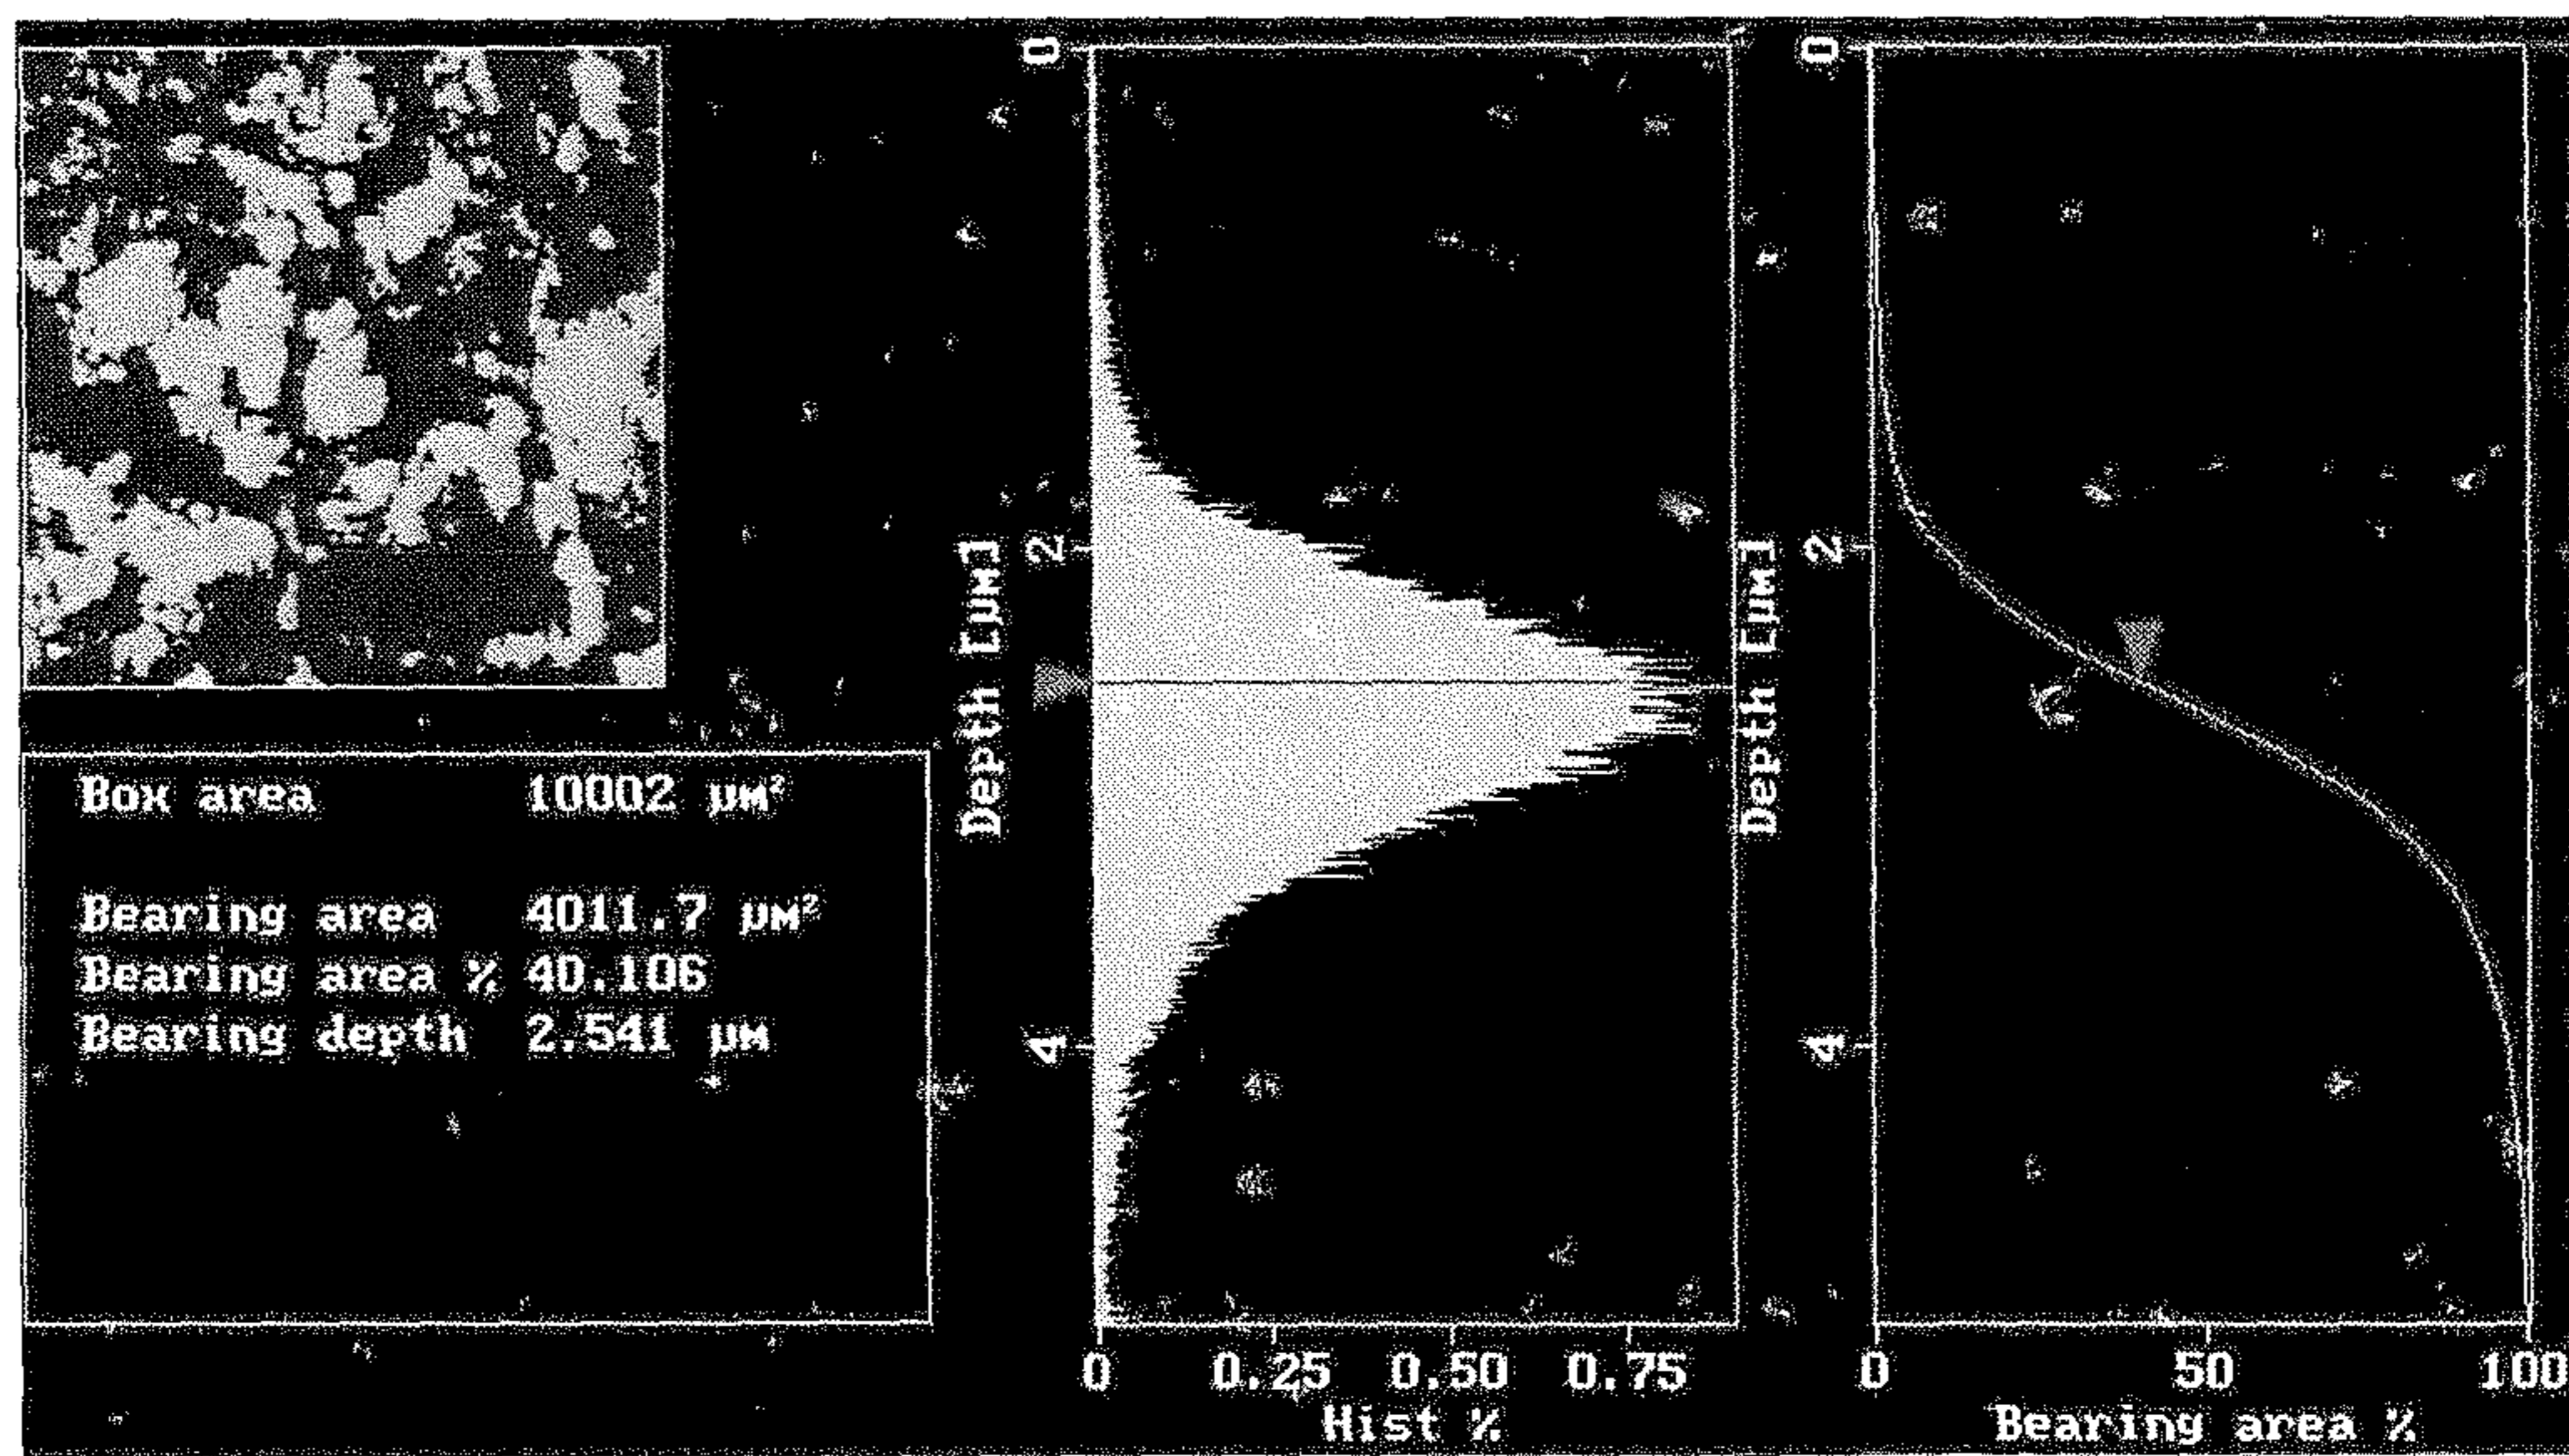 Box area 10002 μm²
Bearing area 4011.7 μm²
Bearing area % 40.106
Bearing depth 2.541 μm
0
2
4
Depth [μm]
0 0.25 0.50 0.75
Hist %
0
2
4
Depth [μm]
0 50 100
Bearing area %